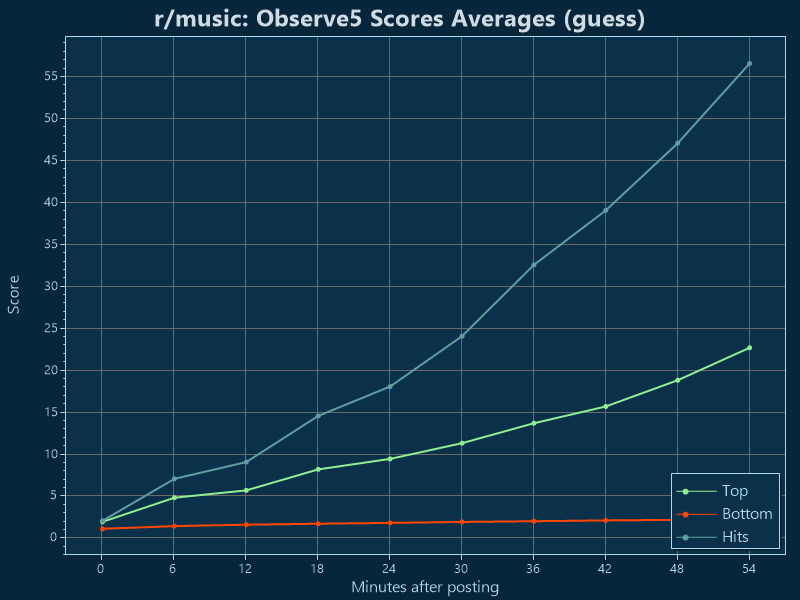 r/music: Observe5 Scores Averages (guess)
Score
55
50
45
40
35
30
25
20
15
10
5
0
0 6 12 18 24 30 36 42 48 54
Minutes after posting
Top
Bottom
Hits